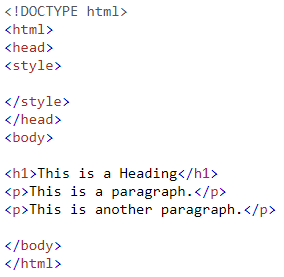 <!DOCTYPE html>
<html>
<head>
<style>
</style>
</head>
<body>
<h1>This is a Heading</h1>
<p>This is a paragraph.</p>
<p>This is another paragraph.</p>
</body>
</html>